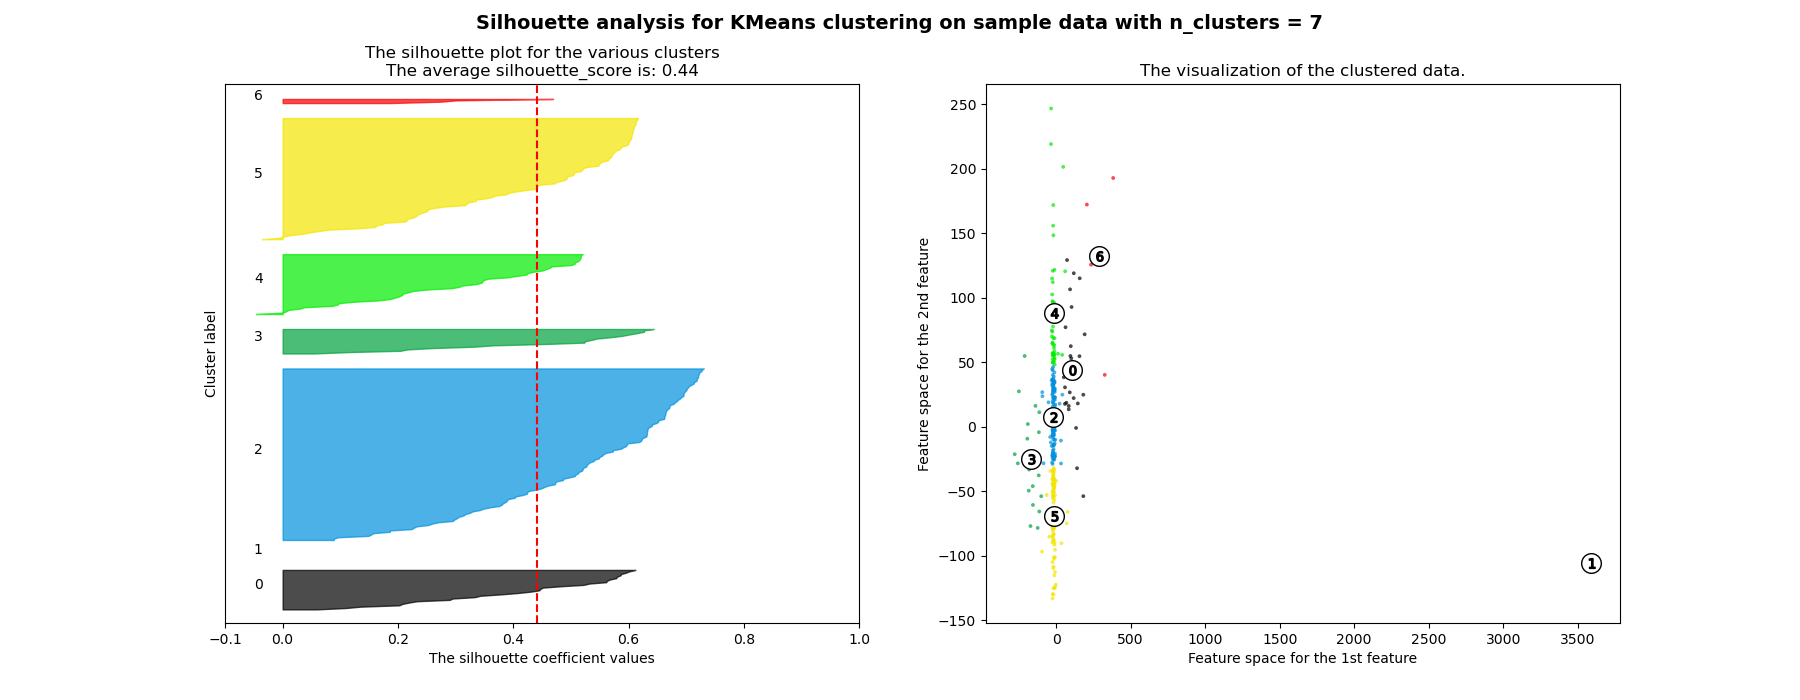 Silhouette analysis for KMeans clustering on sample data with n_clusters = 7
The silhouette plot for the various clusters
The average silhouette_score is: 0.44
Cluster label
6
5
4
3
2
1
0
−0.1 0.0 0.2 0.4 0.6 0.8 1.0
The silhouette coefficient values
The visualization of the clustered data.
Feature space for the 2nd feature
250
200
150
100
50
0
−50
−100
−150
6
4
0
2
3
5
1
0 500 1000 1500 2000 2500 3000 3500
Feature space for the 1st feature